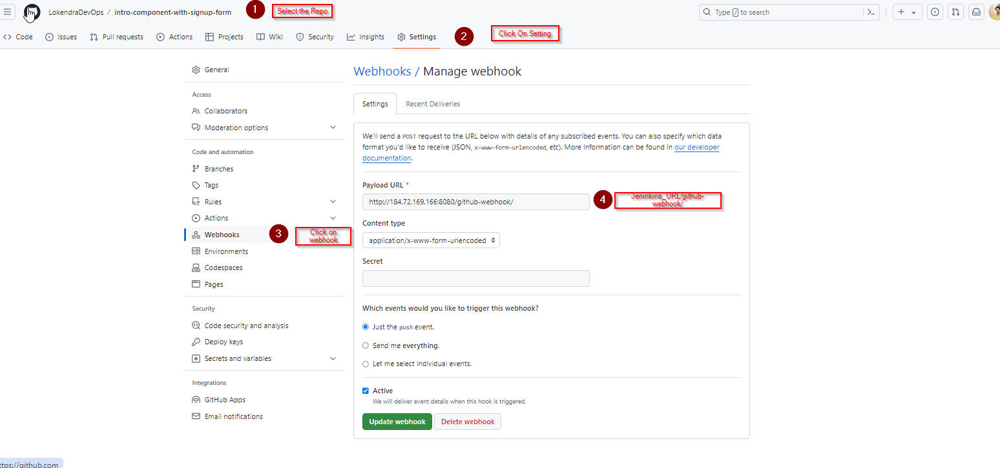 LokendraDevOps / intro-component-with-signup-form
1
Select the Repo
Type / to search
Code
Issues
Pull requests
Actions
Projects
Wiki
Security
Insights
Settings
2
Click On Setting
General
Access
Collaborators
Moderation options
Code and automation
Branches
Tags
Rules
Actions
Webhooks
3
Click on
webhook
Environments
Codespaces
Pages
Security
Code security and analysis
Deploy keys
Secrets and variables
Integrations
GitHub Apps
Email notifications
Webhooks / Manage webhook
Settings
Recent Deliveries
We'll send a POST request to the URL below with details of any subscribed events. You can also specify which data
format you'd like to receive (JSON, x-www-form-urlencoded, etc). More information can be found in our developer
documentation.
Payload URL *
http://184.72.169.166:8080/github-webhook/
4
Jeninkins_URL/github-
webhook/
Content type
application/x-www-form-urlencoded
Secret
Which events would you like to trigger this webhook?
Just the push event.
Send me everything.
Let me select individual events.
Active
We will deliver event details when this hook is triggered.
Update webhook
Delete webhook
ttps://github.com